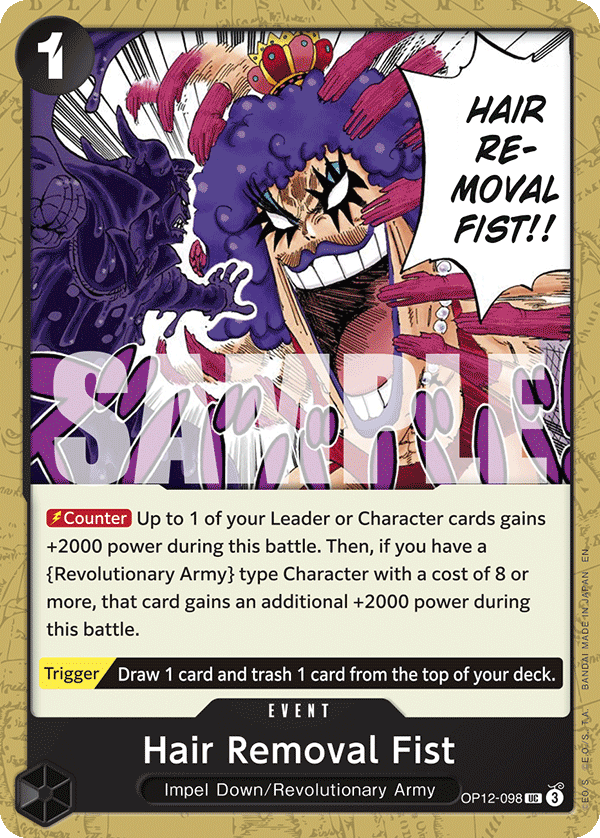 1
HAIR
RE-
MOVAL
FIST!!
SAMPLE
Counter Up to 1 of your Leader or Character cards gains
+2000 power during this battle. Then, if you have a
{Revolutionary Army} type Character with a cost of 8 or
more, that card gains an additional +2000 power during
this battle.
Trigger Draw 1 card and trash 1 card from the top of your deck.
EVENT
Hair Removal Fist
Impel Down/Revolutionary Army
OP12-098 UC 3
BANDAI MADE IN JAPAN EN